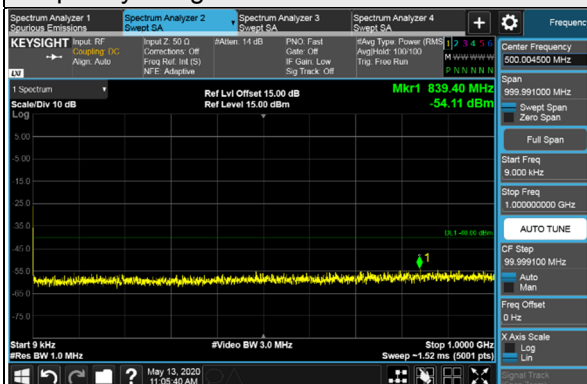 Spectrum Analyzer 1
Spurious Emissions
Spectrum Analyzer 2
Swept SA
Spectrum Analyzer 3
Swept SA
Spectrum Analyzer 4
Swept SA
+
Frequenc
KEYSIGHT
Input: RF
Coupling: DC
Align: Auto
Input Z: 50 Ω
Corrections: Off
Freq Ref: Int (S)
NFE: Adaptive
#Atten: 14 dB
PNO: Fast
Gate: Off
IF Gain: Low
Sig Track: Off
#Avg Type: Power (RMS
Avg|Hold: 100/100
Trig: Free Run
1 2 3 4 5 6
M W W W W W
P N N N N N
LXI
1 Spectrum
Scale/Div 10 dB
Log
Ref Lvl Offset 15.00 dB
Ref Level 15.00 dBm
Mkr1 839.40 MHz
-54.11 dBm
5.00
-5.00
-15.0
-25.0
-35.0
-45.0
-55.0
-65.0
-75.0
DL1 -48.00 dBm
1
Start 9 kHz
#Res BW 1.0 MHz
#Video BW 3.0 MHz
Stop 1.0000 GHz
Sweep ~1.52 ms (5001 pts)
May 13, 2020
11:05:40 AM
Center Frequency
500.004500 MHz
Span
999.991000 MHz
Swept Span
Zero Span
Full Span
Start Freq
9.000 kHz
Stop Freq
1.000000000 GHz
AUTO TUNE
CF Step
99.999100 MHz
Auto
Man
Freq Offset
0 Hz
X Axis Scale
Log
Lin
Signal Track